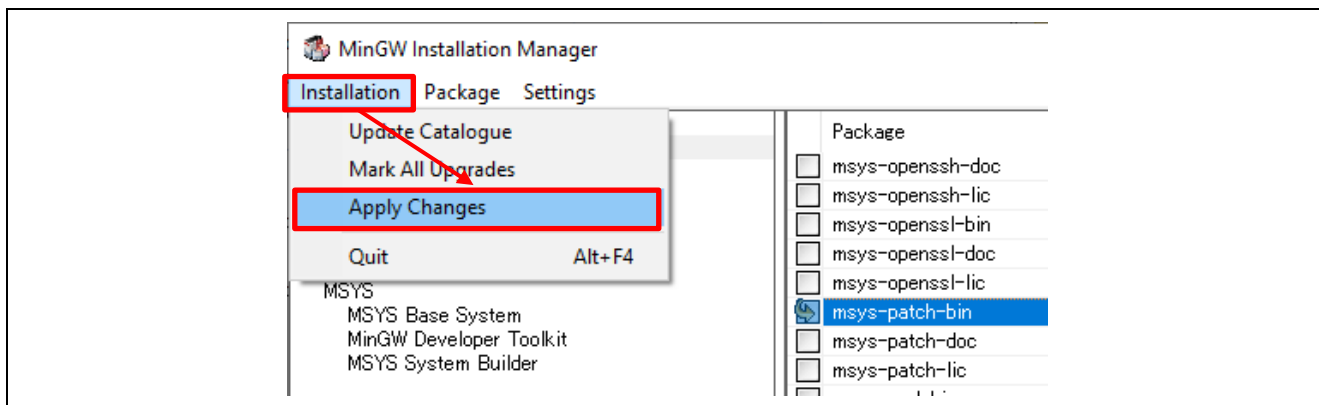 MinGW Installation Manager
Installation Package Settings
Update Catalogue
Mark All Upgrades
Apply Changes
Quit Alt+F4
MSYS
MSYS Base System
MinGW Developer Toolkit
MSYS System Builder
Package
msys-openssh-doc
msys-openssh-lic
msys-openssl-bin
msys-openssl-doc
msys-openssl-lic
msys-patch-bin
msys-patch-doc
msys-patch-lic